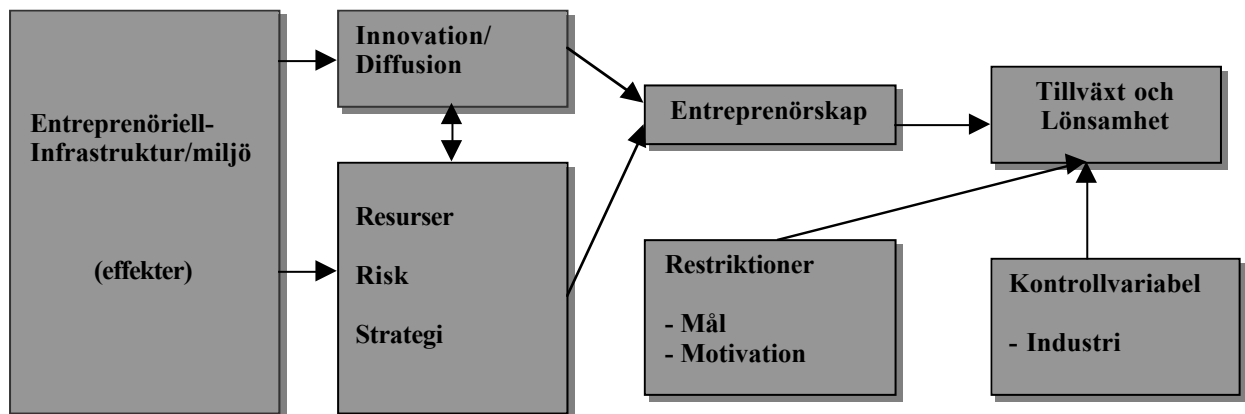 Entreprenöriell-
Infrastruktur/miljö
(effekter)
Innovation/
Diffusion
Resurser
Risk
Strategi
Entreprenörskap
Tillväxt och
Lönsamhet
Restriktioner
- Mål
- Motivation
Kontrollvariabel
- Industri